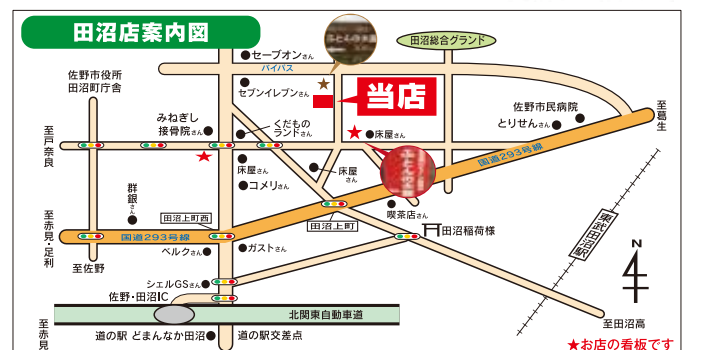 田沼店案内図
セーブオンさん
田沼総合グランド
バイパス
佐野市役所
田沼町庁舎
セブンイレブンさん
当店
至葛生
佐野市民病院
とりせんさん
みねぎし
接骨院さん
くだもの
ランドさん
床屋さん
至戸奈良
国道293号線
床屋
さん
床屋
さん
コメリさん
群銀さん
喫茶店さん
田沼上町西
田沼上町
田沼稲荷様
東武田沼駅
至赤見・足利
国道293号線
ベルクさん
ガストさん
至佐野
N
シェルGSさん
佐野・田沼IC
北関東自動車道
至田沼高
至赤見
道の駅 どまんなか田沼
道の駅交差点
★お店の看板です